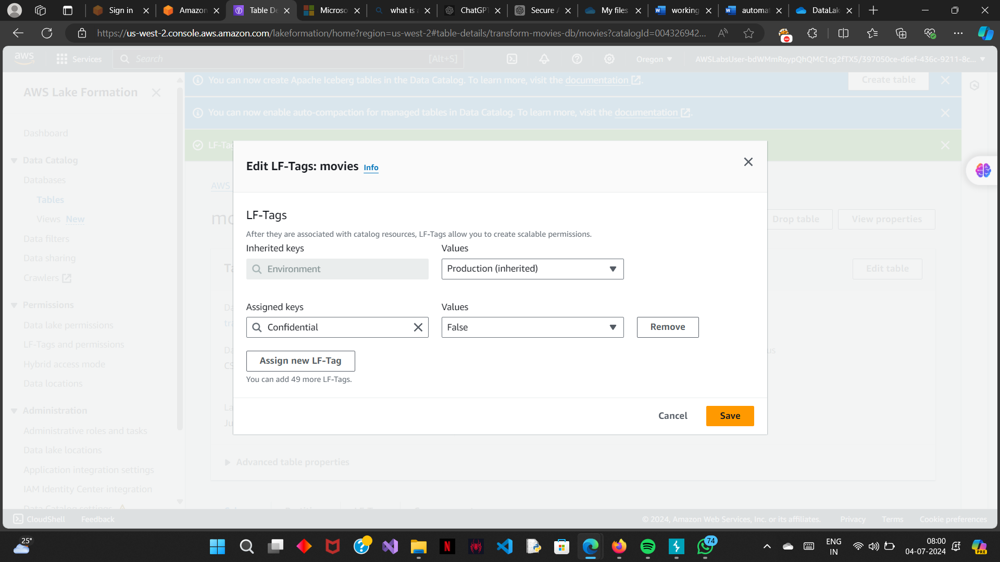 Sign in
Amazon
Table De
Microso
what is a
ChatGPT
Secure A
My files
working
automat
DataLak
https://us-west-2.console.aws.amazon.com/lakeformation/home?region=us-west-2#table-details/transform-movies-db/movies?catalogId=004326942...
aws
Services
Search
[Alt+S]
Oregon
AWSLabsUser-bdWMmRoypQhQMC1cg2fTX5/397050ce-d6ef-436c-9211-8c...
AWS Lake Formation
Dashboard
Data Catalog
Databases
Tables
Views New
Data filters
Data sharing
Crawlers
Permissions
Data lake permissions
LF-Tags and permissions
Hybrid access mode
Data locations
Administration
Administrative roles and tasks
Data lake locations
Application integration settings
IAM Identity Center integration
Data Catalog settings
You can now create Apache Iceberg tables in the Data Catalog. To learn more, visit the documentation.
Create table
You can now enable auto-compaction for managed tables in Data Catalog. To learn more, visit the documentation.
LF-Tag
AWS
mo
Drop table
View properties
Ta
Edit table
Da
tra
Da
us
CS
La
Ju
Advanced table properties
Edit LF-Tags: movies Info
LF-Tags
After they are associated with catalog resources, LF-Tags allow you to create scalable permissions.
Inherited keys
Values
Environment
Production (inherited)
Assigned keys
Values
Confidential
False
Remove
Assign new LF-Tag
You can add 49 more LF-Tags.
Cancel
Save
CloudShell
Feedback
© 2024, Amazon Web Services, Inc. or its affiliates.
Privacy
Terms
Cookie preferences
25°
74
ENG
IN
08:00
04-07-2024
PRE